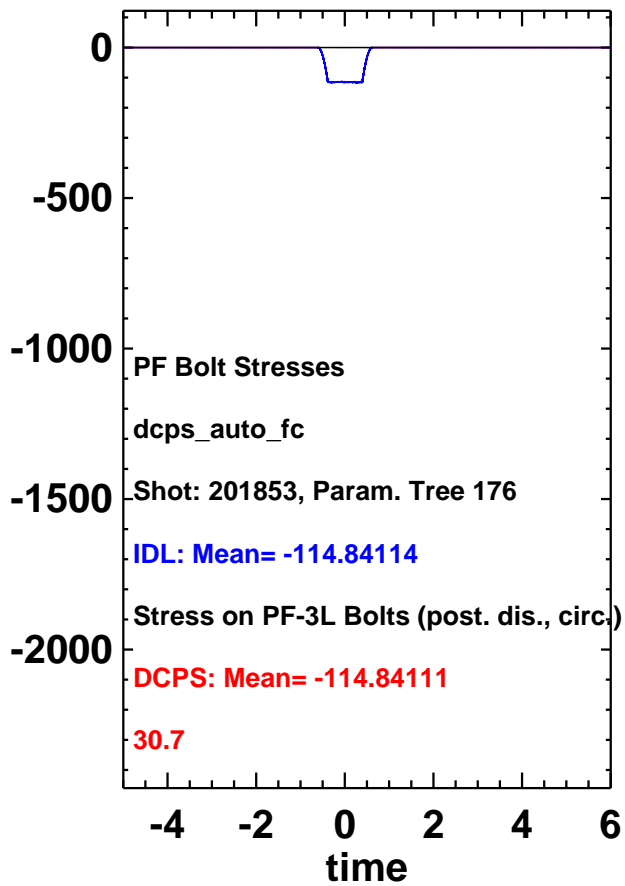 0
-500
-1000
PF Bolt Stresses
dcps_auto_fc
-1500
Shot: 201853, Param. Tree 176
IDL: Mean= -114.84114
Stress on PF-3L Bolts (post. dis., circ.)
-2000
DCPS: Mean= -114.84111
30.7
-4 -2 0 2 4 6
time